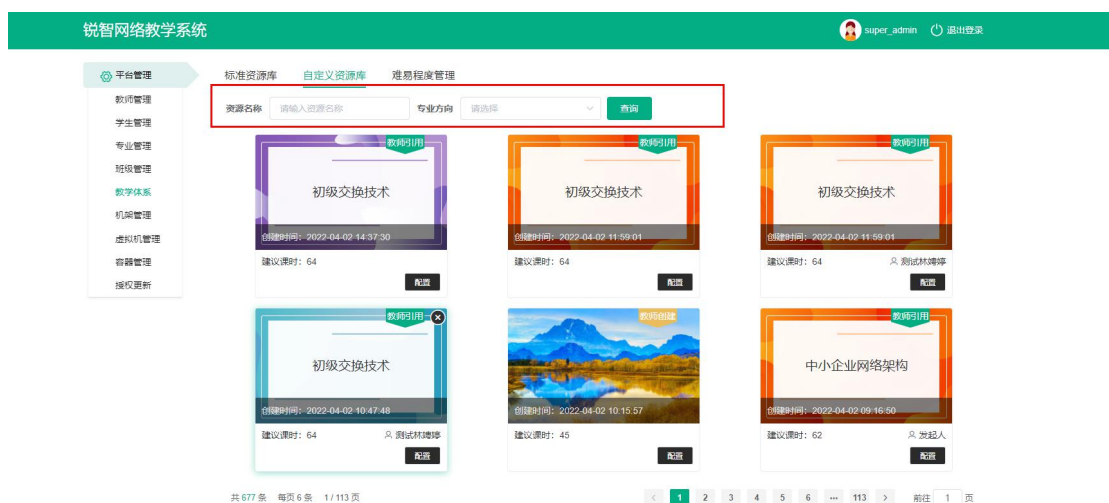 锐智网络教学系统
super_admin 退出登录
平台管理
教师管理
学生管理
专业管理
班级管理
教学体系
机架管理
虚拟机管理
容器管理
授权更新
标准资源库 自定义资源库 难易程度管理
资源名称 请输入资源名称 专业方向 请选择 查询
教师引用
初级交换技术
创建时间：2022-04-02 14:37:30
建议课时：64
配置
教师引用
初级交换技术
创建时间：2022-04-02 11:59:01
建议课时：64
配置
教师引用
初级交换技术
创建时间：2022-04-02 11:59:01
建议课时：64 测试林娉婷
配置
教师引用
初级交换技术
创建时间：2022-04-02 10:47:48
建议课时：64 测试林娉婷
配置
教师创建
创建时间：2022-04-02 10:15:57
建议课时：45
配置
教师引用
中小企业网络架构
创建时间：2022-04-02 09:16:50
建议课时：62 发起人
配置
共 677 条 每页 6 条 1 / 113 页
< 1 2 3 4 5 6 ··· 113 > 前往 1 页